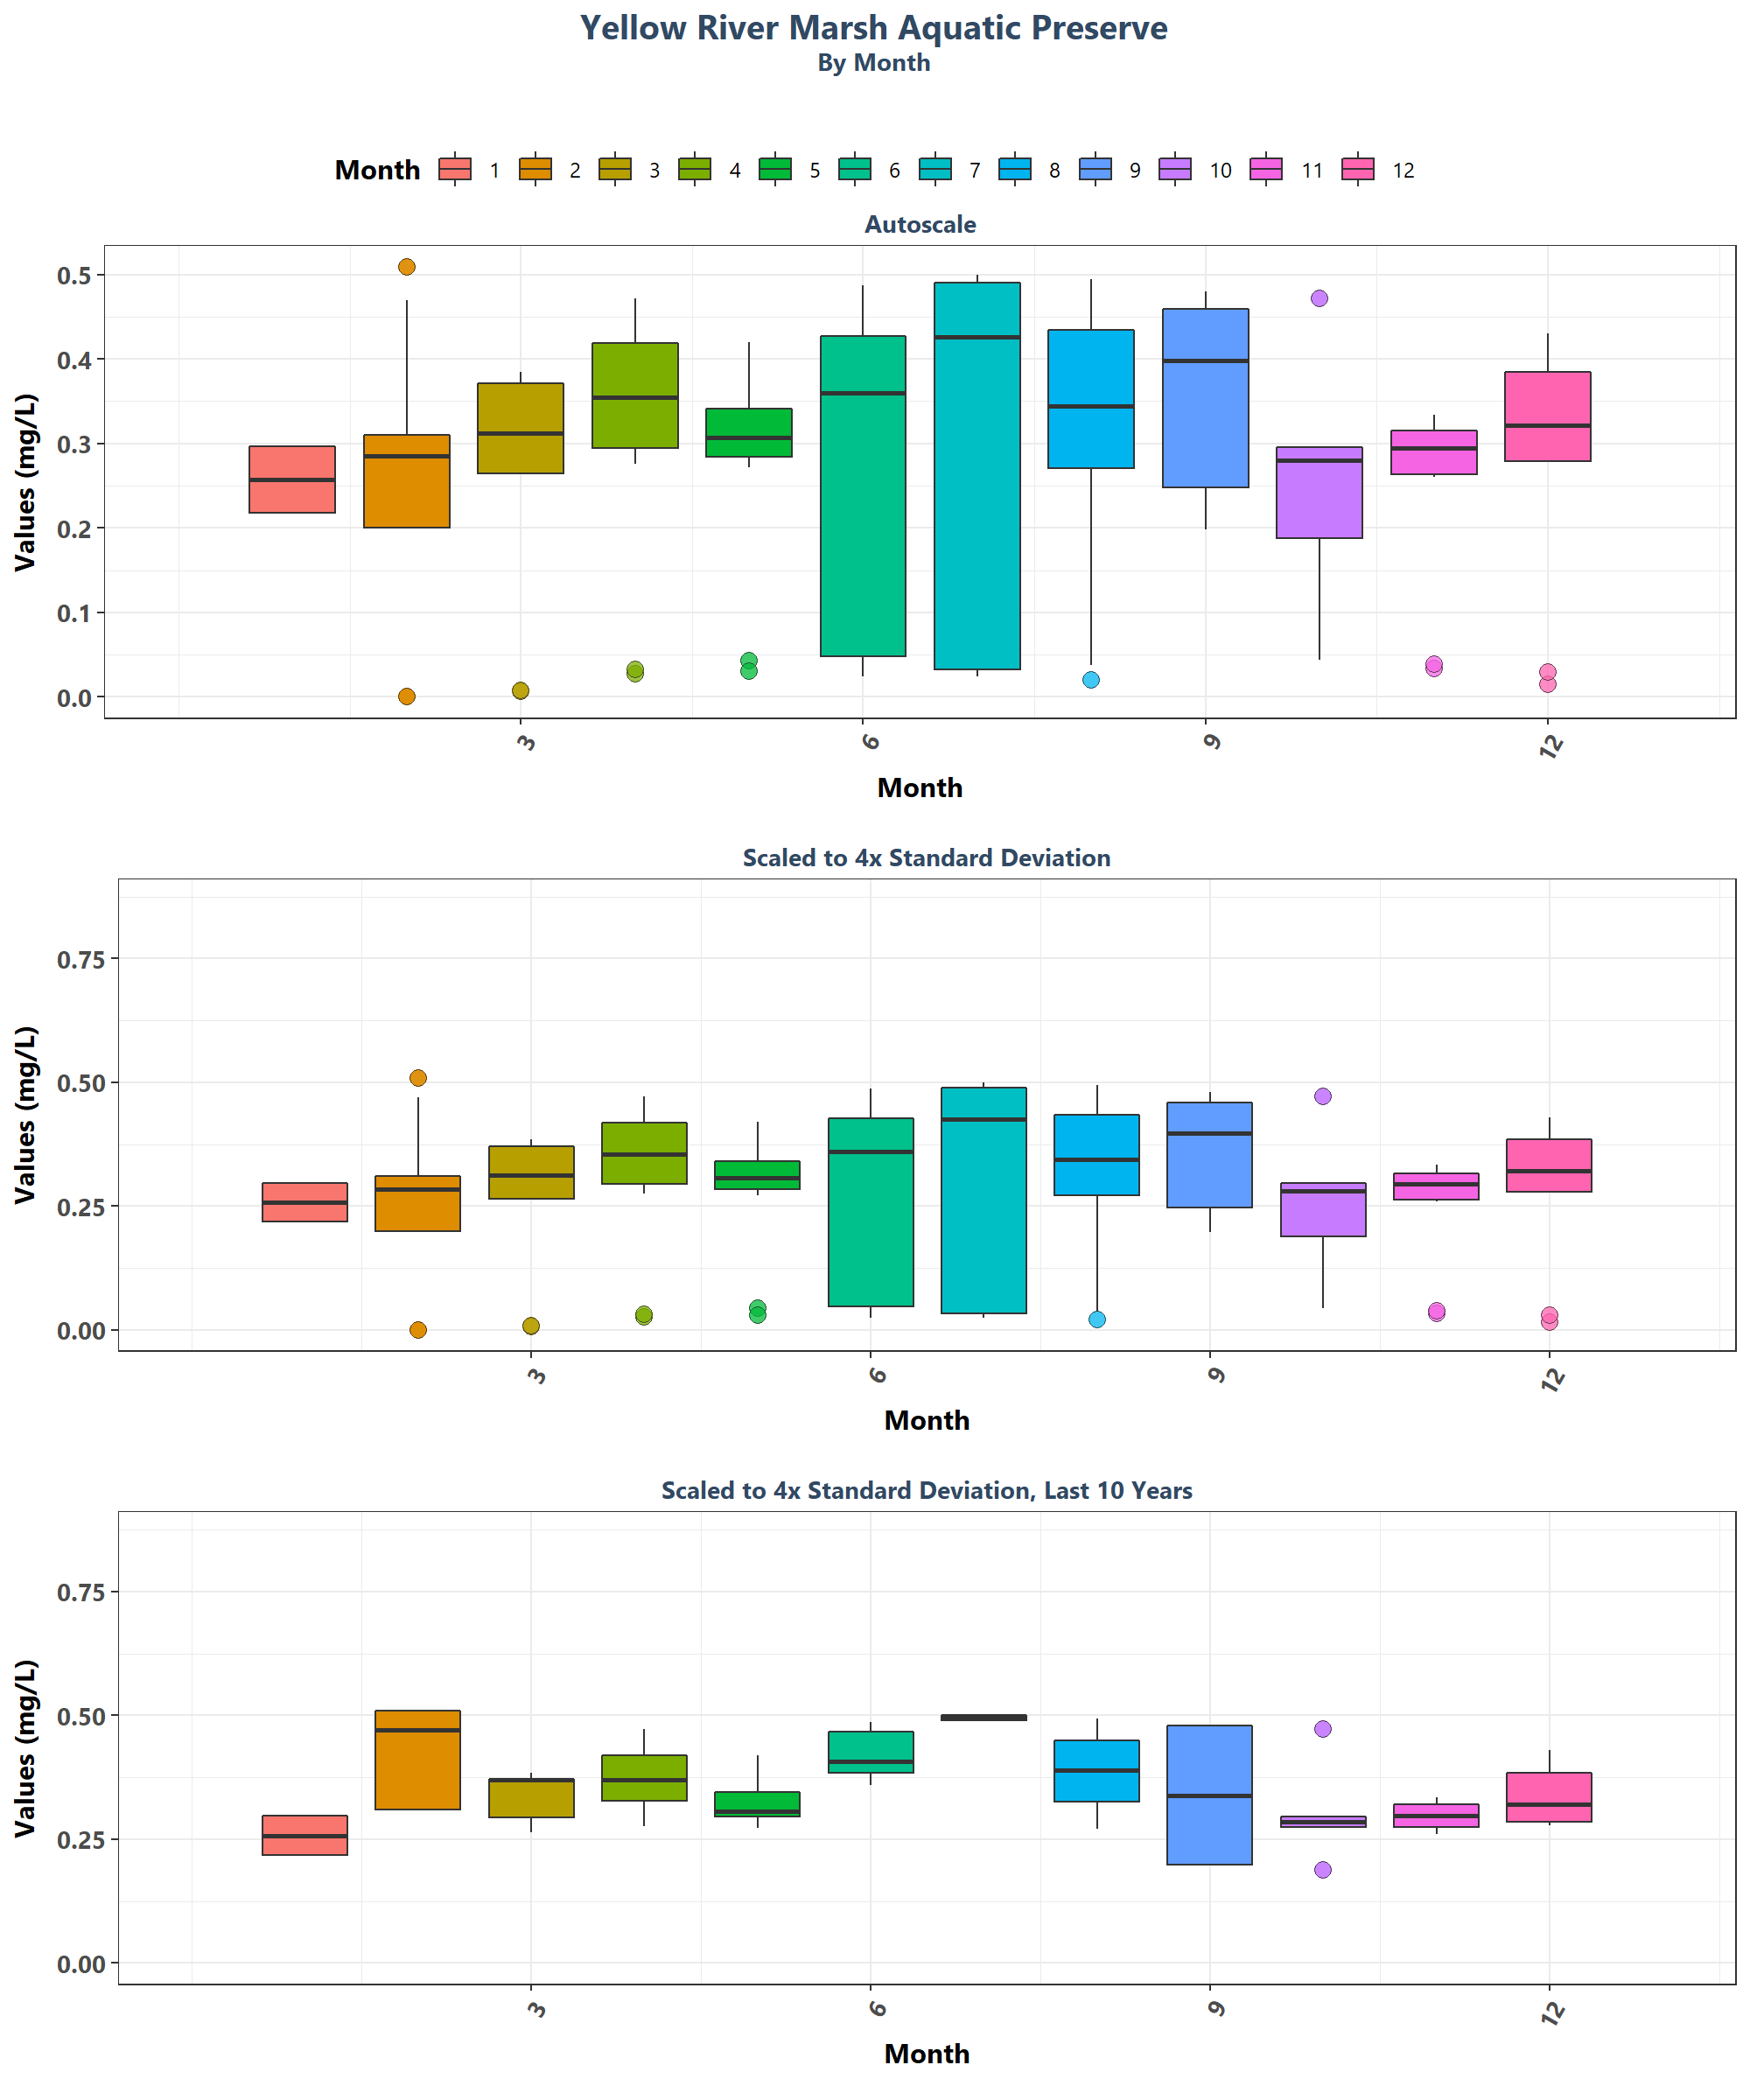 Yellow River Marsh Aquatic Preserve
By Month
Month 1 2 3 4 5 6 7 8 9 10 11 12
Autoscale
Values (mg/L)
0.5
0.4
0.3
0.2
0.1
0.0
3 6 9 12
Month
Scaled to 4x Standard Deviation
Values (mg/L)
0.75
0.50
0.25
0.00
3 6 9 12
Month
Scaled to 4x Standard Deviation, Last 10 Years
Values (mg/L)
0.75
0.50
0.25
0.00
3 6 9 12
Month